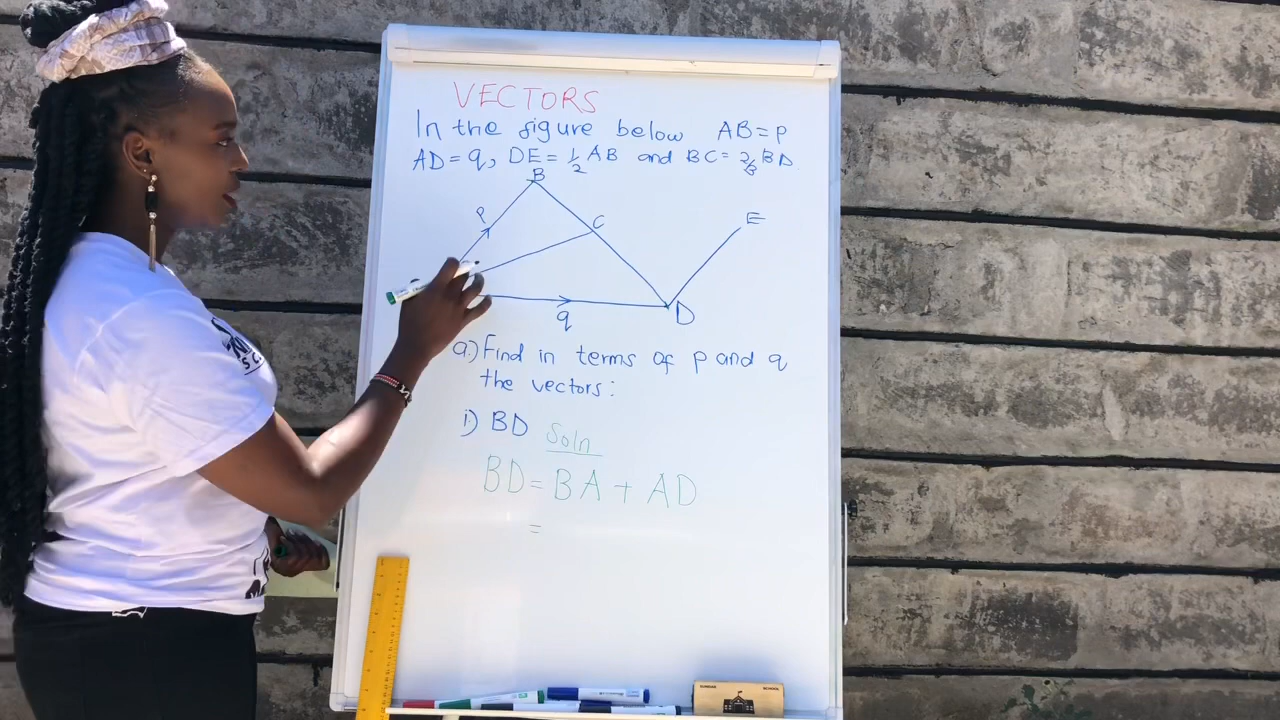 VECTORS
In the figure below AB = p
AD = q, DE = 1/2 AB and BC = 2/3 BD
B
P
C
E
q
D
a.) Find in terms of p and q
the vectors:
i) BD
Soln
BD = BA + AD
=
SCHOOL